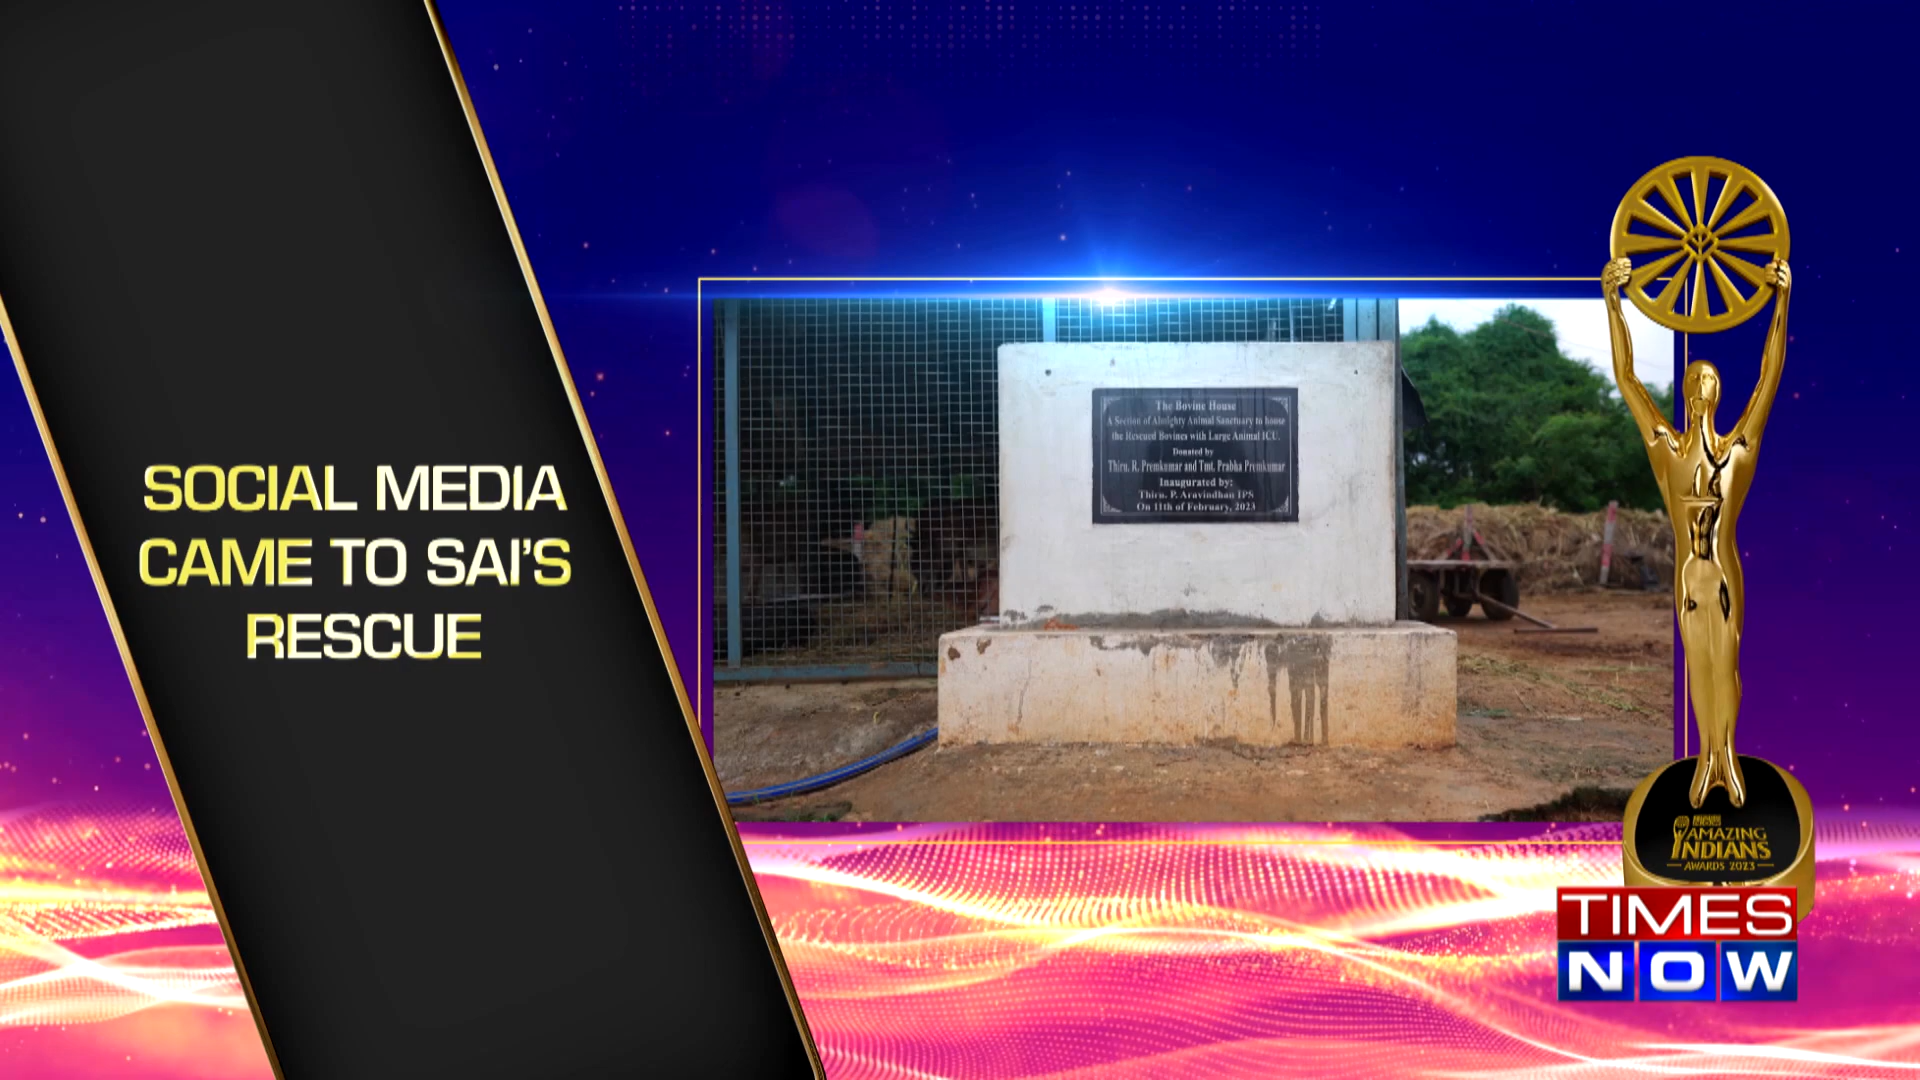 SOCIAL MEDIA
CAME TO SAI'S
RESCUE
The Bovine House
A Section of Almighty Animal Sanctuary to house
the Rescued Bovines with Large Animal ICU.
Donated by
Thiru. R. Premkumar and Tmt. Prabha Premkumar
Inaugurated by:
Thiru. P. Aravindhan IPS
On 11th of February, 2023
AMAZING
INDIANS
AWARDS 2023
TIMES
NOW